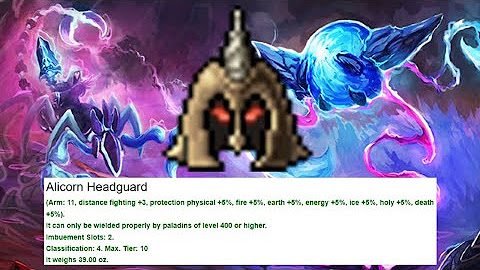 Alicorn Headguard
(Arm: 11, distance fighting +3, protection physical +5%, fire +5%, earth +5%, energy +5%, ice +5%, holy +5%, death
+5%).
It can only be wielded properly by paladins of level 400 or higher.
Imbuement Slots: 2.
Classification: 4. Max. Tier: 10
It weighs 39.00 oz.